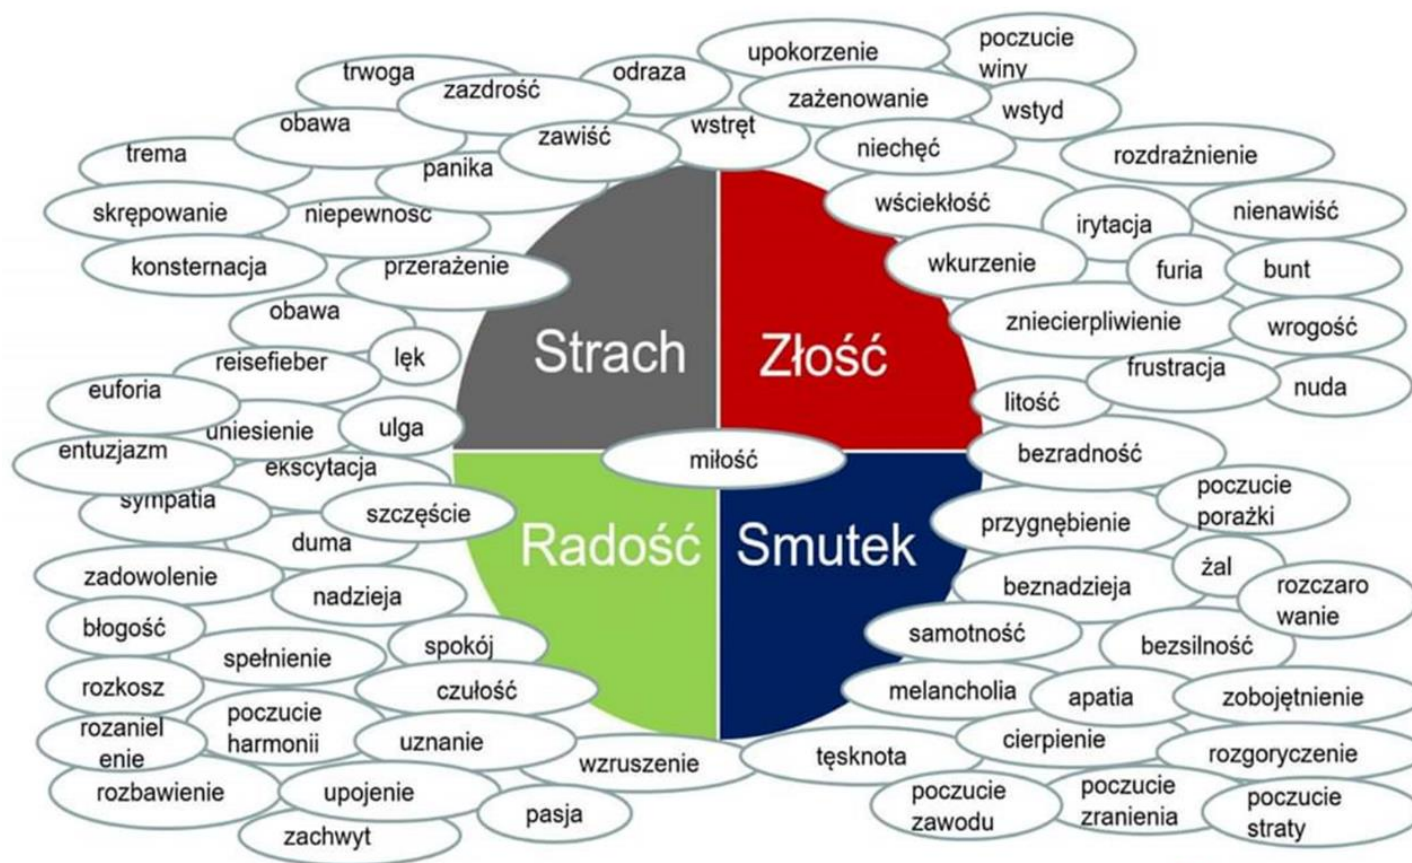 trwoga
zazdrość
odraza
upokorzenie
poczucie
winy
obawa
zawiść
wstręt
zażenowanie
wstyd
trema
panika
niechęć
rozdrażnienie
skrępowanie
niepewnosc
wściekłość
irytacja
nienawiść
konsternacja
przerażenie
wkurzenie
furia
bunt
obawa
zniecierpliwienie
wrogość
reisefieber
lęk
Strach
Złość
frustracja
nuda
euforia
uniesienie
ulga
litość
entuzjazm
ekscytacja
miłość
bezradność
sympatia
szczęście
przygnębienie
poczucie
porażki
duma
Radość
Smutek
zadowolenie
nadzieja
beznadzieja
żal
rozczaro
wanie
błogość
spełnienie
spokój
samotność
bezsilność
rozkosz
czułość
melancholia
apatia
zobojętnienie
rozaniel
enie
poczucie
harmonii
uznanie
wzruszenie
tęsknota
cierpienie
rozgoryczenie
rozbawienie
upojenie
pasja
poczucie
zawodu
poczucie
zranienia
poczucie
straty
zachwyt